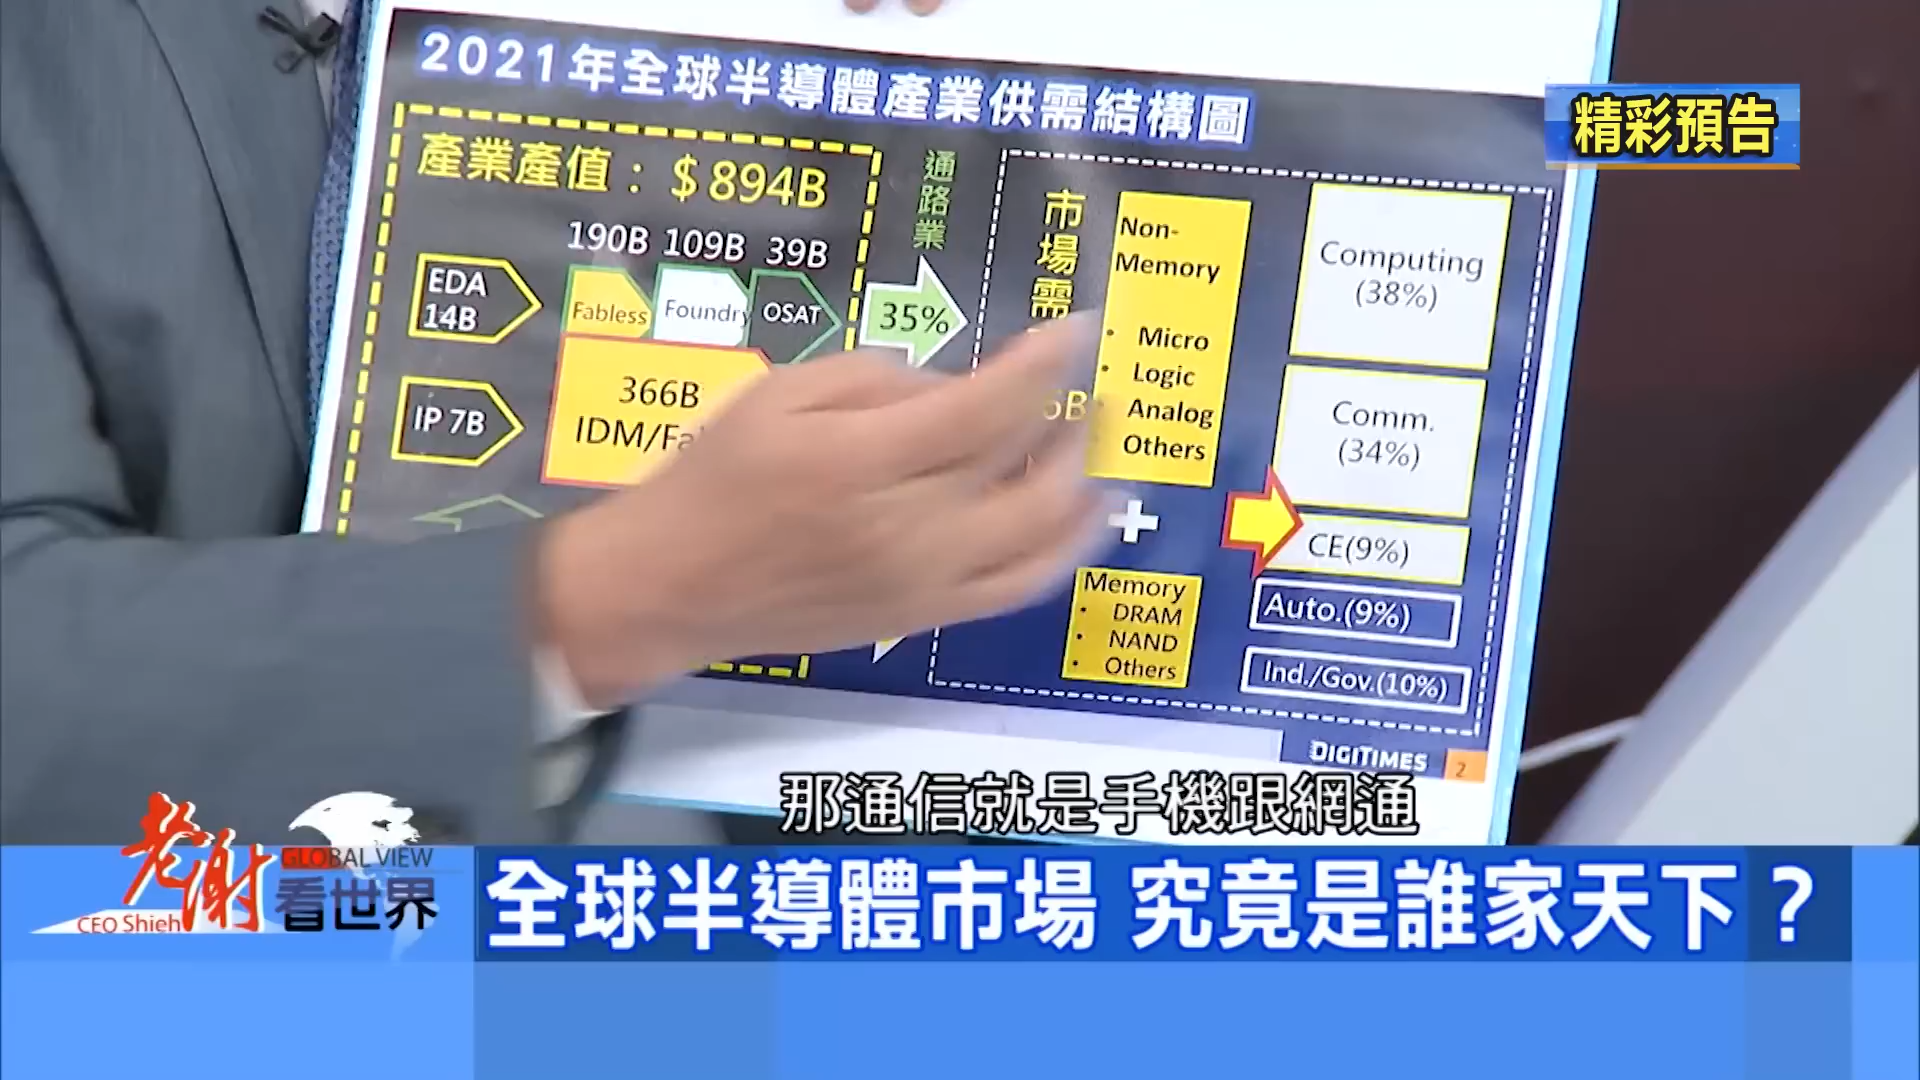 2021年全球半導體產業供需結構圖
精彩預告
產業產值：$894B
通路業
190B 109B 39B
EDA
14B
Fabless
Foundry
OSAT
35%
IP 7B
366B
市場需
Non-
Memory
• Micro
• Logic
• Analog
Others
Computing
(38%)
Comm.
(34%)
CE(9%)
Auto.(9%)
Ind./Gov.(10%)
+
Memory
• DRAM
• NAND
• Others
DIGITIMES 2
那通信就是手機跟網通
老謝
GLOBAL VIEW
看世界
CEO Shieh
全球半導體市場 究竟是誰家天下？